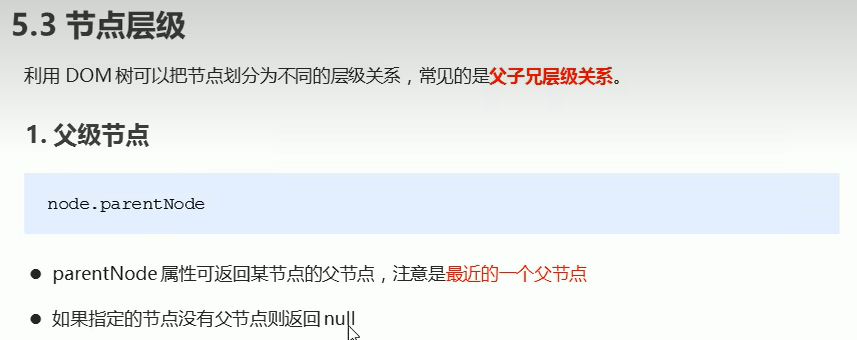 5.3 节点层级
利用 DOM 树可以把节点划分为不同的层级关系，常见的是父子兄层级关系。
1. 父级节点
node.parentNode
● parentNode 属性可返回某节点的父节点，注意是最近的一个父节点
● 如果指定的节点没有父节点则返回 null